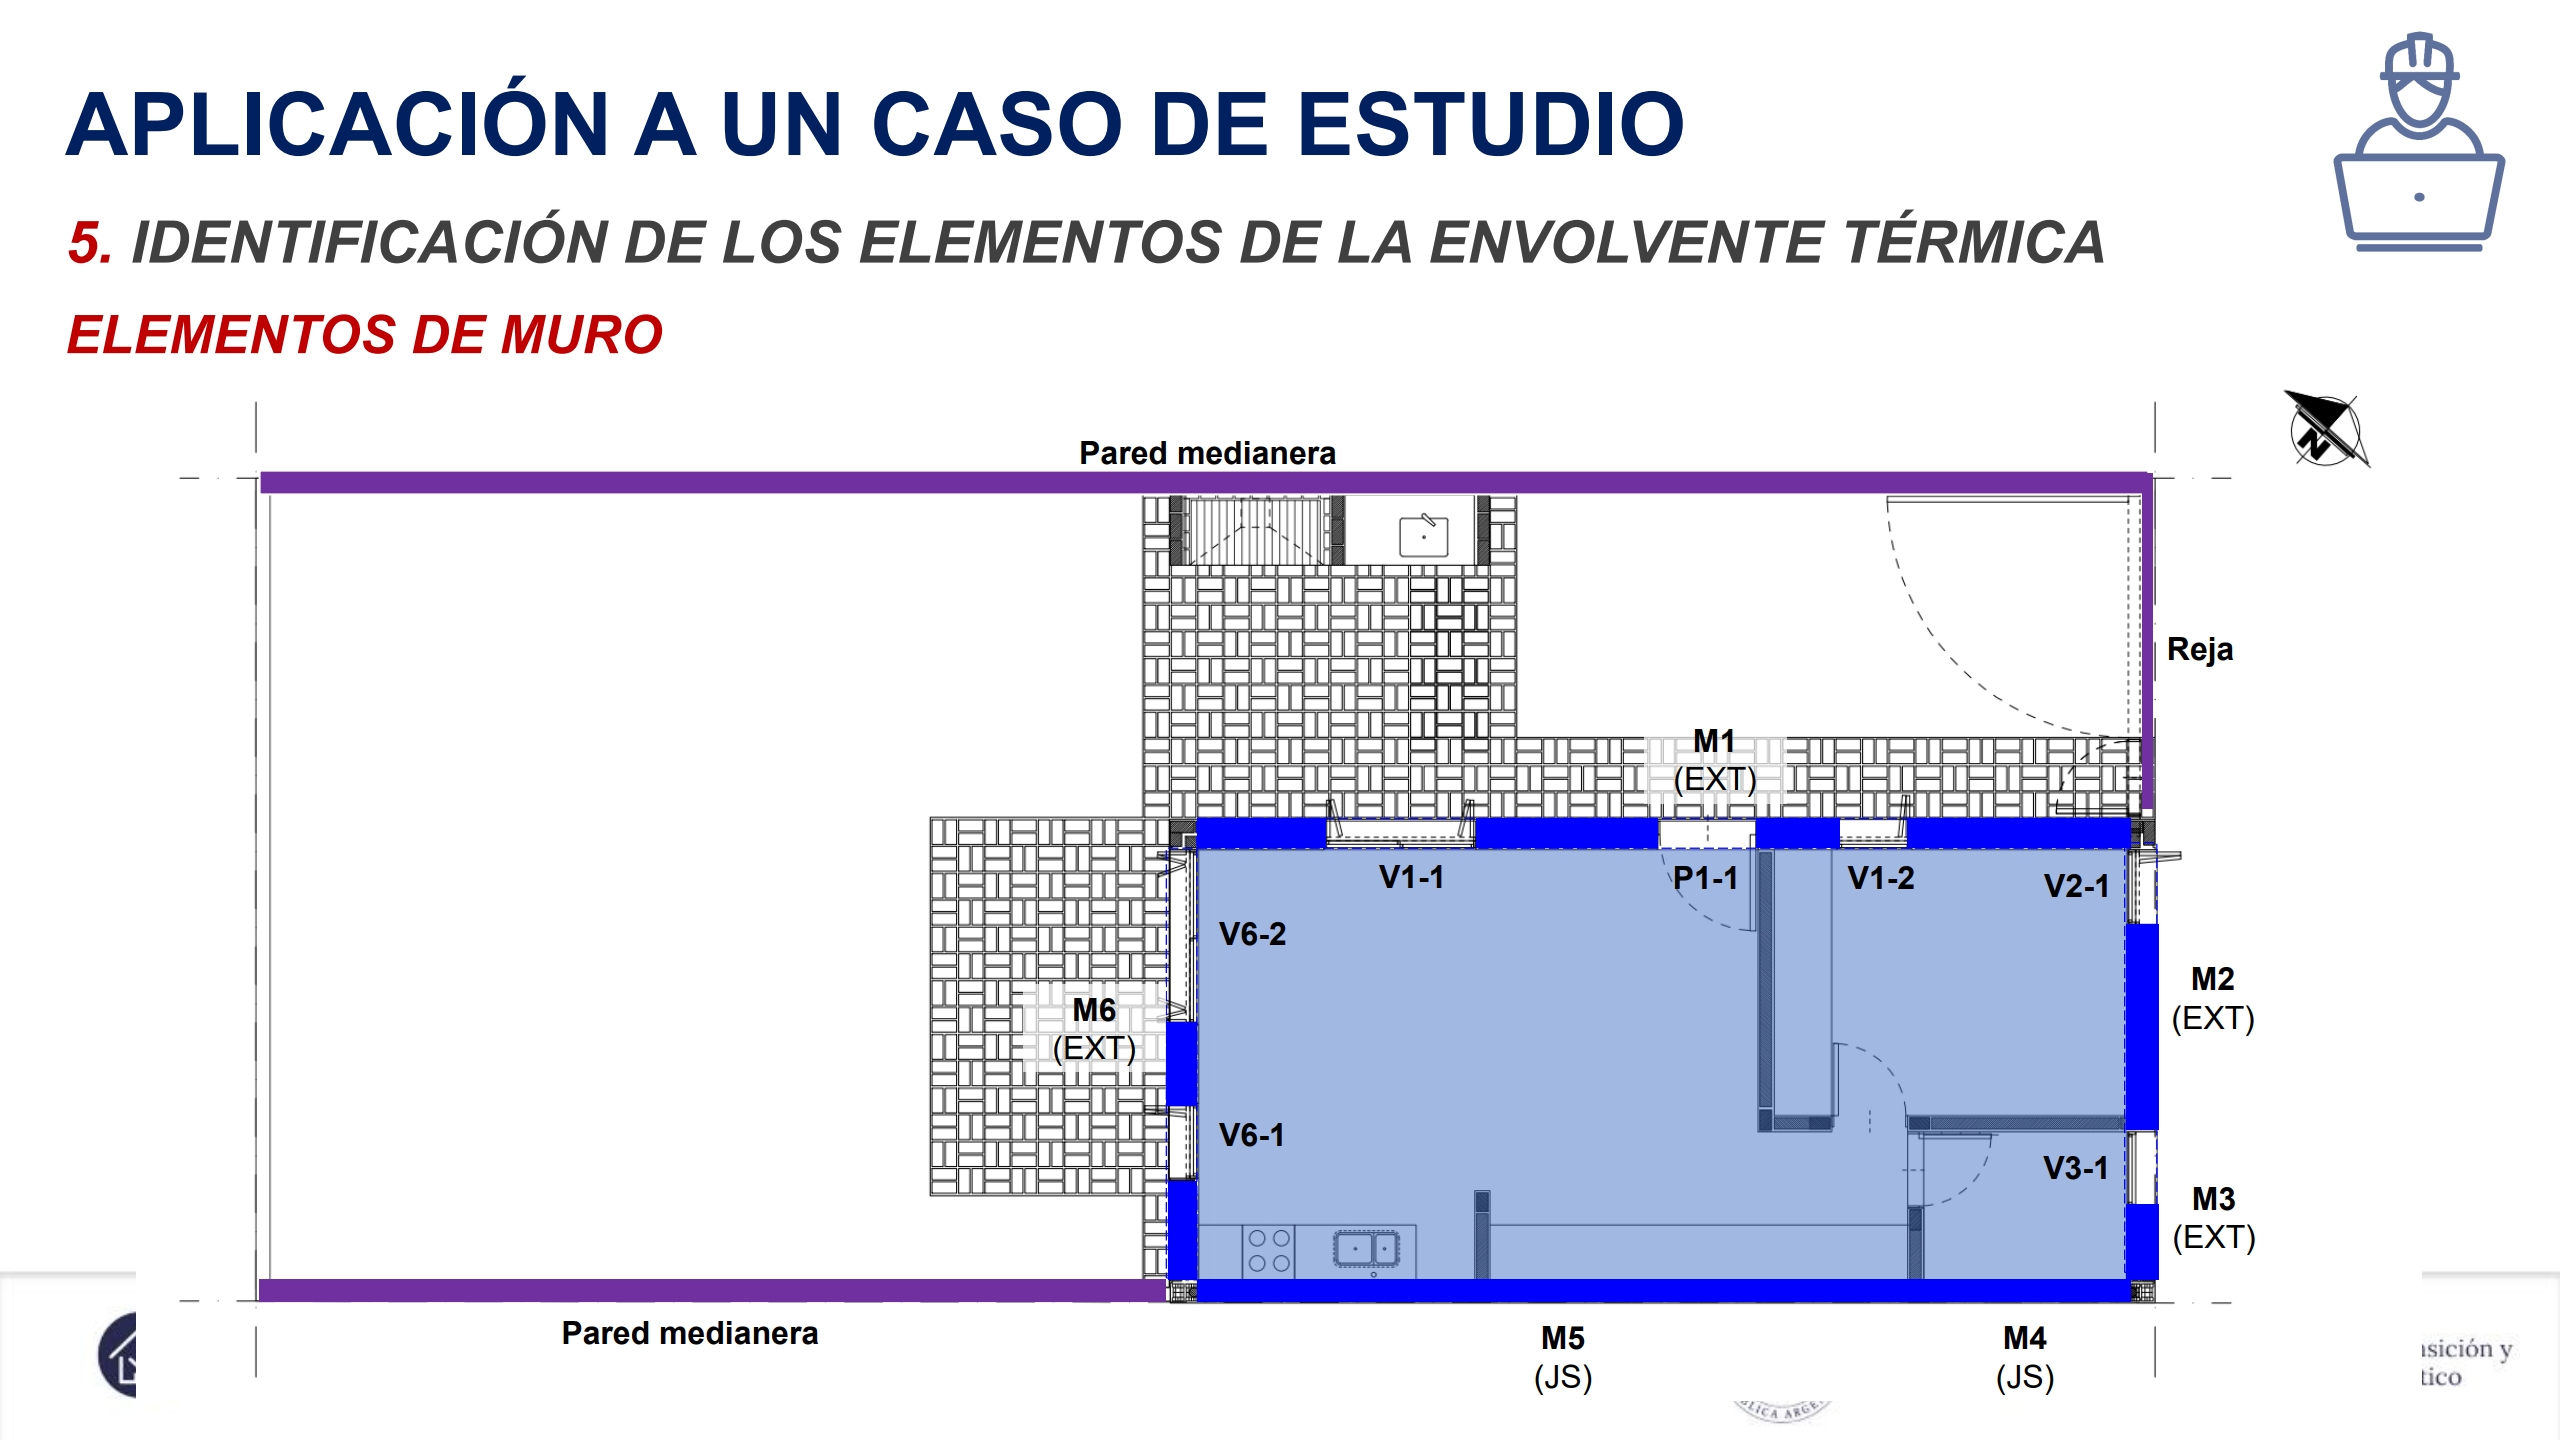 APLICACIÓN A UN CASO DE ESTUDIO
5. IDENTIFICACIÓN DE LOS ELEMENTOS DE LA ENVOLVENTE TÉRMICA
ELEMENTOS DE MURO
N
Pared medianera
Reja
M1
(EXT)
V1-1
P1-1
V1-2
V2-1
V6-2
M2
(EXT)
M6
(EXT)
V6-1
V3-1
M3
(EXT)
Pared medianera
M5
(JS)
M4
(JS)
sición y
tico